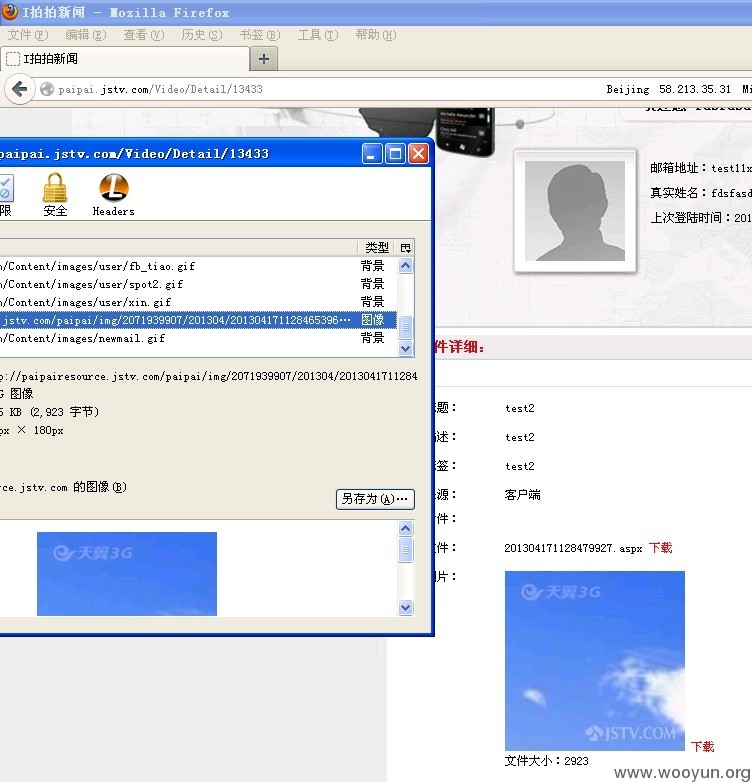 I拍拍新闻 - Mozilla Firefox
文件(F) 编辑(E) 查看(V) 历史(S) 书签(B) 工具(T) 帮助(H)
I拍拍新闻
paipai.jstv.com/Video/Detail/13433
Beijing 58.213.35.31
paipai.jstv.com/Video/Detail/13433
限 安全 Headers
邮箱地址：test11x
真实姓名：fdsfasd
上次登陆时间：201
类型
n/Content/images/user/fb_tiao.gif 背景
n/Content/images/user/spot2.gif 背景
n/Content/images/user/xin.gif 背景
jstv.com/paipai/img/2071939907/201304/201304171128465396… 图像
n/Content/images/newmail.gif 背景
p://paipairesource.jstv.com/paipai/img/2071939907/201304/2013041711284
G 图像
5 KB (2,923 字节)
px × 180px
rce.jstv.com 的图像(B)
另存为(A)…
天翼3G
件详细：
题： test2
述： test2
签： test2
源： 客户端
件：
件： 201304171128479927.aspx 下载
片：
天翼3G
JSTV.COM
下载
文件大小：2923
www.wooyun.org